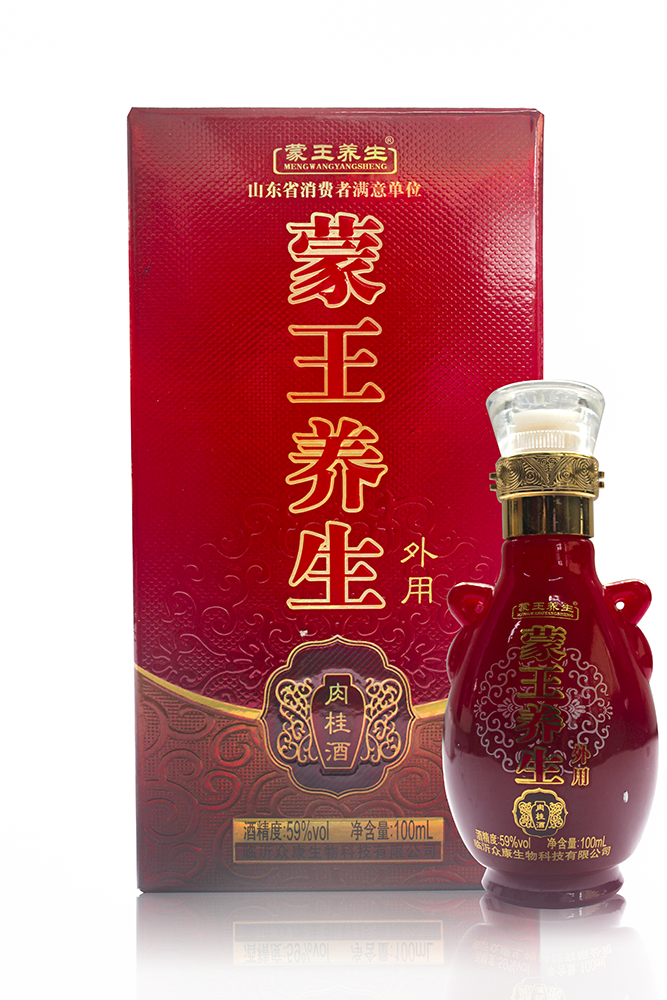 蒙王养生®
MENGWANGYANGSHENG
山东省消费者满意单位
蒙王养生
外用
肉桂酒
酒精度:59%vol 净含量:100mL
蒙王养生
MENGWANGYANGSHENG
蒙王养生
外用
肉桂酒
酒精度:59%vol 净含量:100mL
临沂众康生物科技有限公司